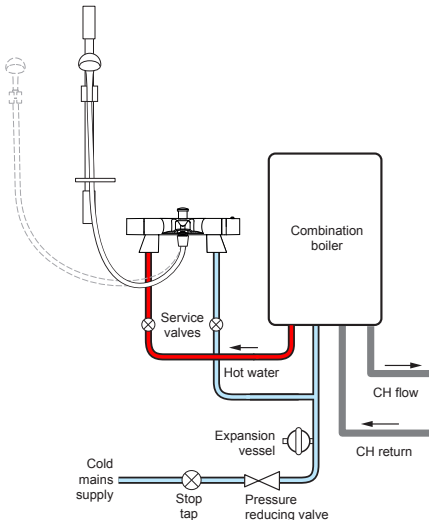 Combination
boiler
Service
valves
Hot water
CH flow
Expansion
vessel
CH return
Cold
mains
supply
Stop
tap
Pressure
reducing valve